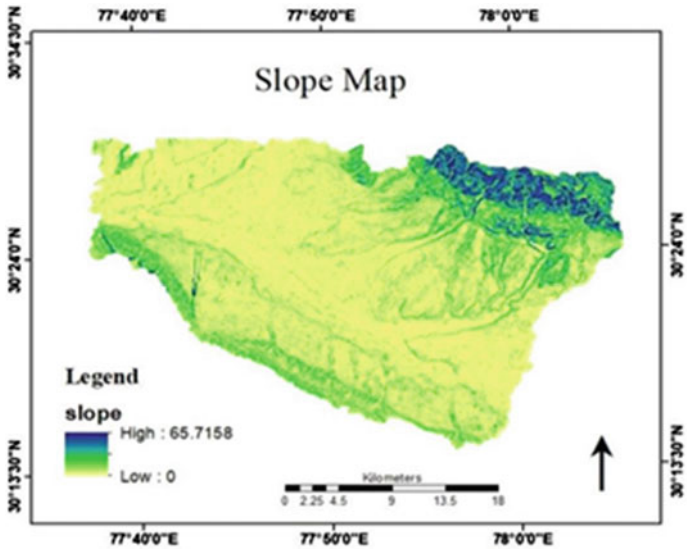 77°40'0"E 77°50'0"E 78°0'0"E
30°34'30"N
Slope Map
30°24'0"N
30°24'0"N
Legend
slope
High : 65.7158
Low : 0
Kilometers
0 2.25 4.5 9 13.5 18
30°13'30"N
30°13'30"N
77°40'0"E 77°50'0"E 78°0'0"E